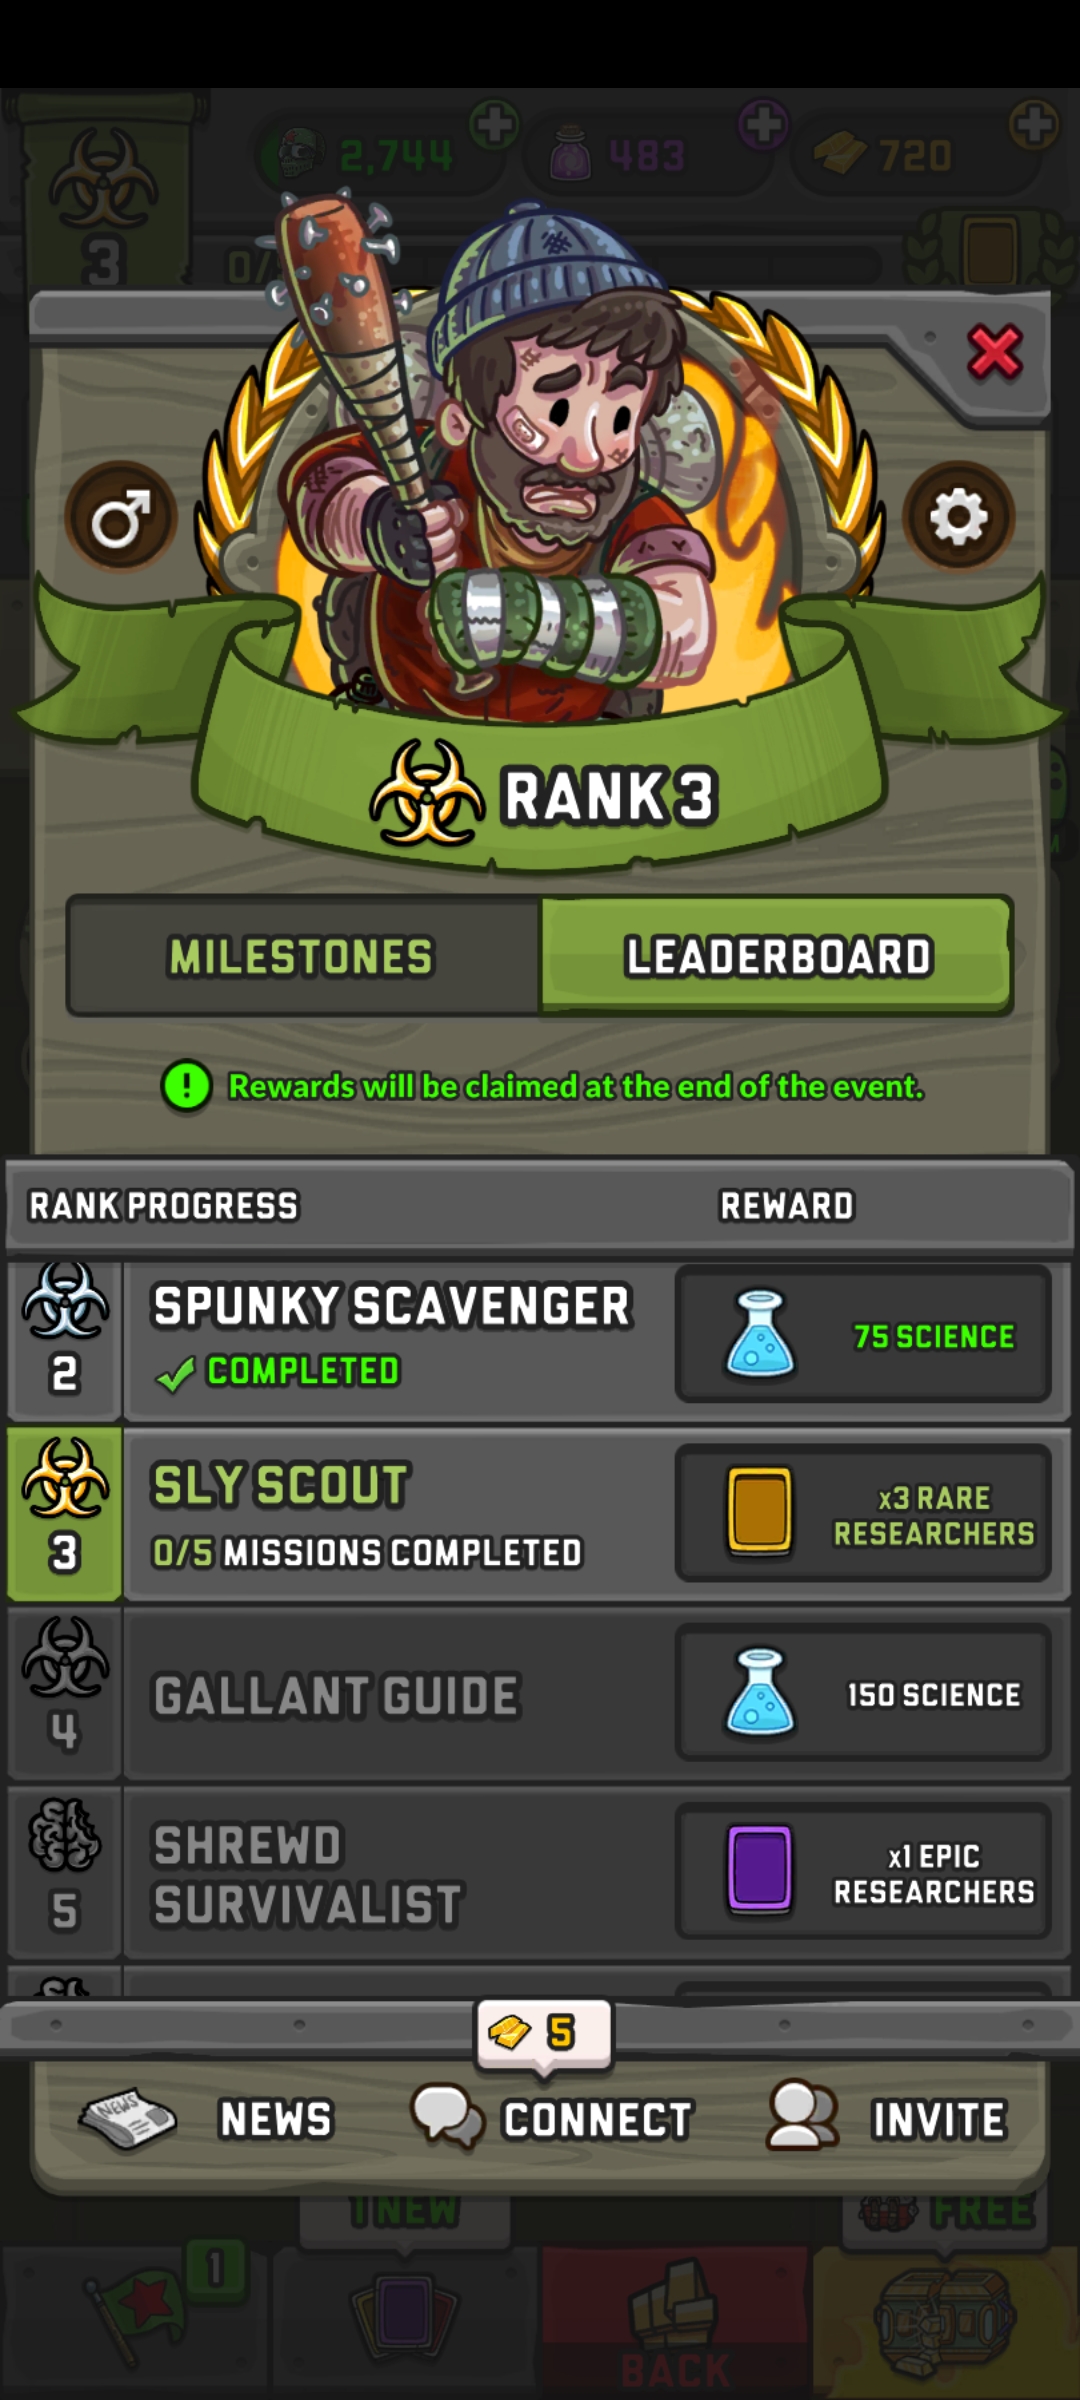 2,744
483
720
3
0/
RANK 3
MILESTONES
LEADERBOARD
! Rewards will be claimed at the end of the event.
RANK PROGRESS
REWARD
2
SPUNKY SCAVENGER
COMPLETED
75 SCIENCE
3
SLY SCOUT
0/5 MISSIONS COMPLETED
x3 RARE
RESEARCHERS
4
GALLANT GUIDE
150 SCIENCE
5
SHREWD
SURVIVALIST
x1 EPIC
RESEARCHERS
5
NEWS
NEWS
CONNECT
INVITE
1 NEW
FREE
1
BACK